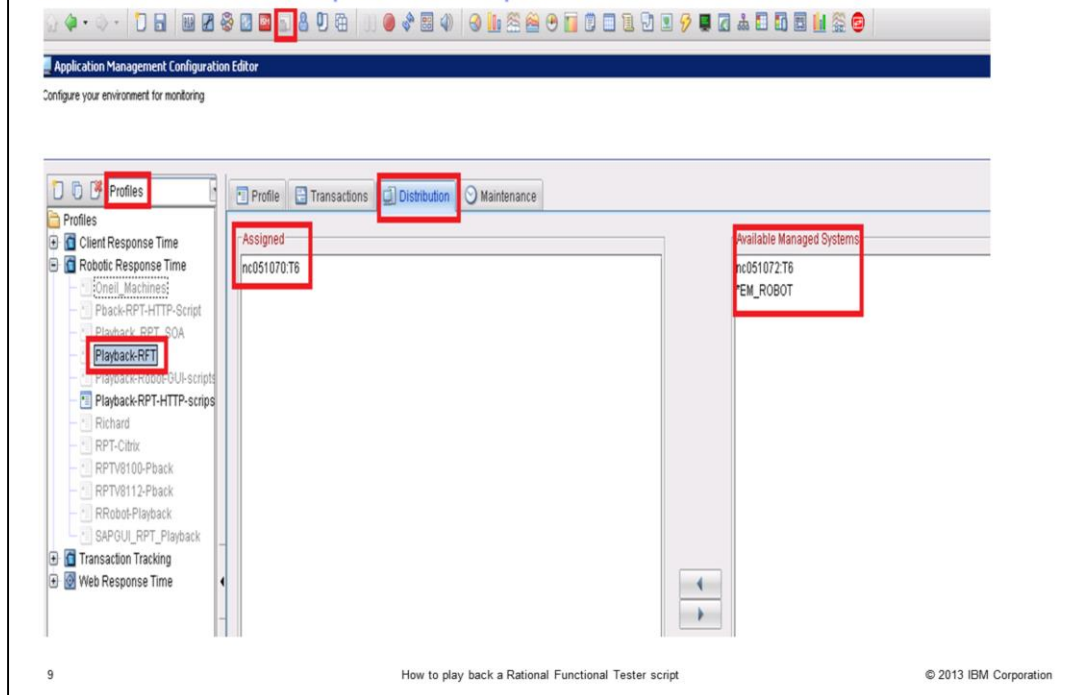 Application Management Configuration Editor
Configure your environment for monitoring
Profiles
Profile
Transactions
Distribution
Maintenance
Profiles
Client Response Time
Robotic Response Time
Oneil_Machines
Pback-RPT-HTTP-Script
Playback_RPT_SOA
Playback-RFT
Playback-Robot-GUI-scripts
Playback-RPT-HTTP-scrips
Richard
RPT-Citrix
RPTV8100-Pback
RPTV8112-Pback
RRobot-Playback
SAPGUI_RPT_Playback
Transaction Tracking
Web Response Time
Assigned
nc051070:T6
Available Managed Systems
nc051072:T6
*EM_ROBOT
9
How to play back a Rational Functional Tester script
© 2013 IBM Corporation